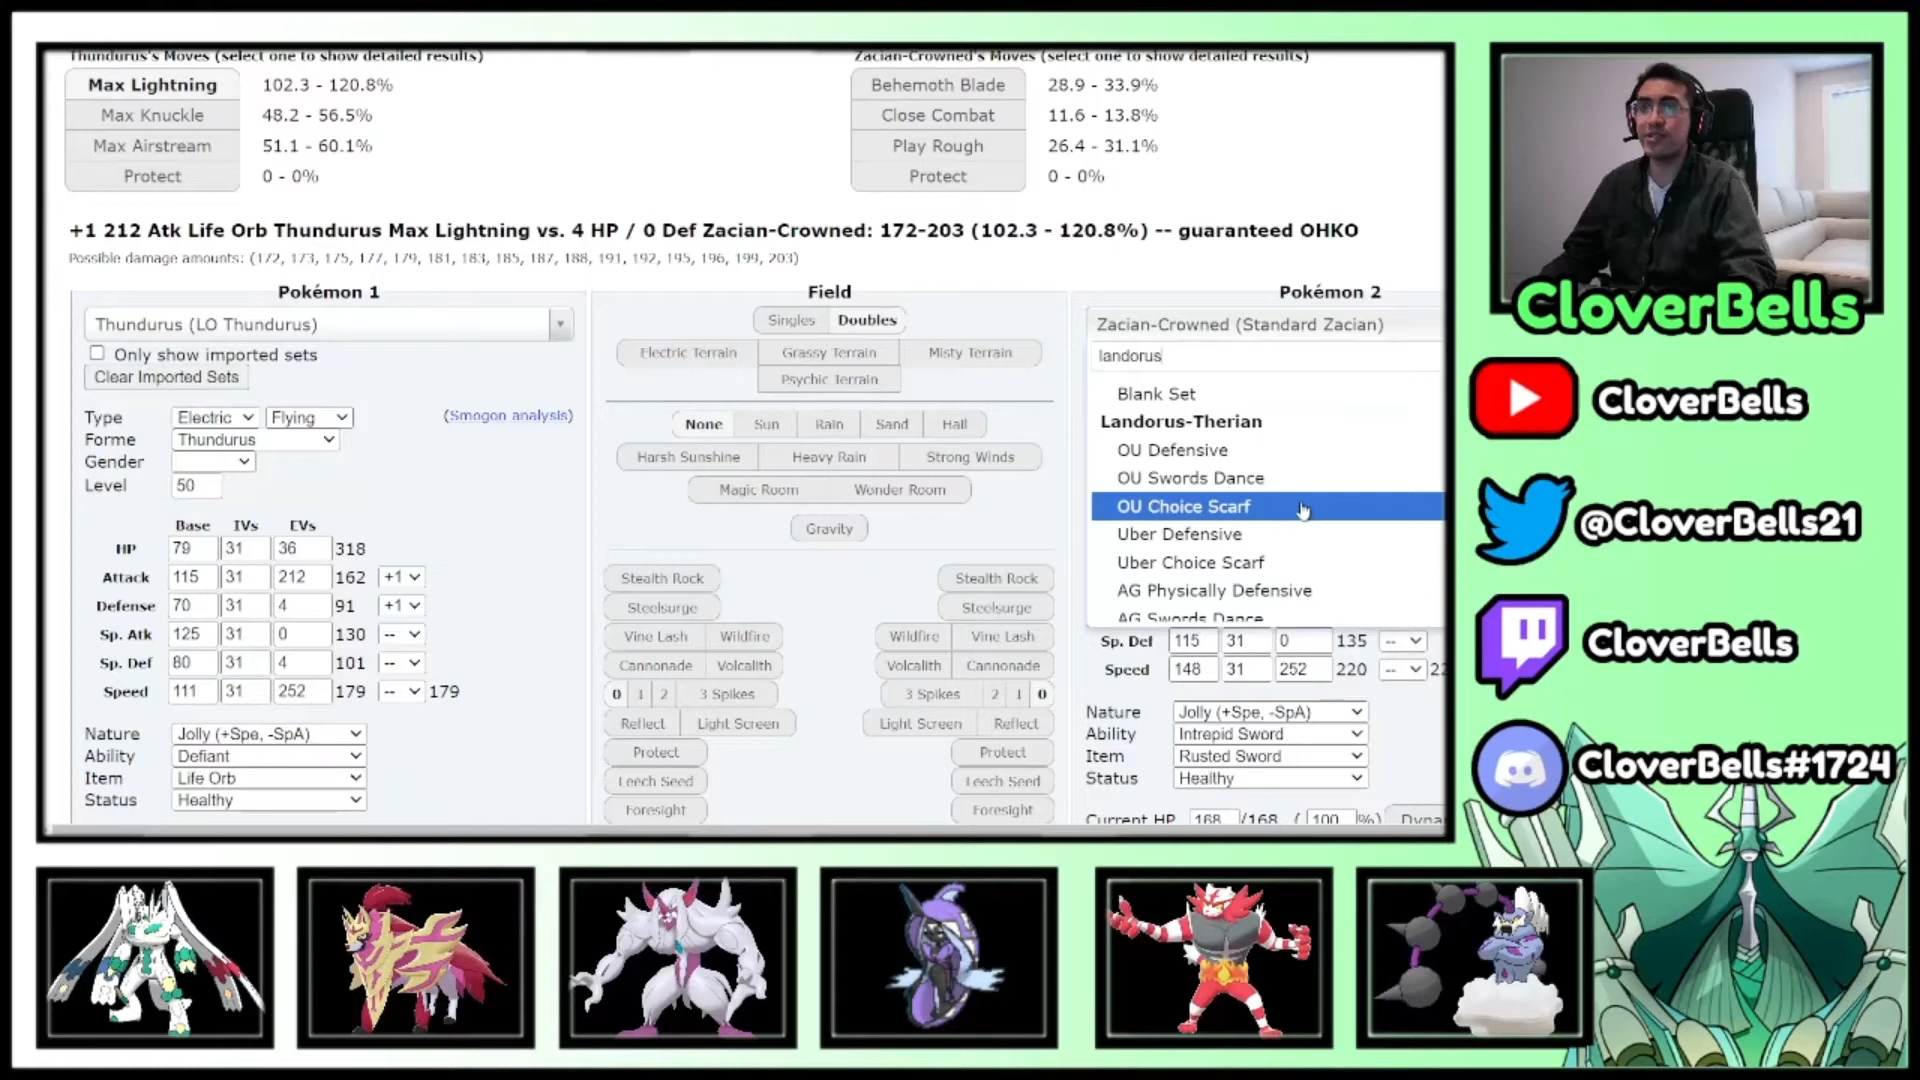 Thundurus's Moves (select one to show detailed results)
Zacian-Crowned's Moves (select one to show detailed results)
Max Lightning 102.3 - 120.8%
Max Knuckle 48.2 - 56.5%
Max Airstream 51.1 - 60.1%
Protect 0 - 0%
Behemoth Blade 28.9 - 33.9%
Close Combat 11.6 - 13.8%
Play Rough 26.4 - 31.1%
Protect 0 - 0%
+1 212 Atk Life Orb Thundurus Max Lightning vs. 4 HP / 0 Def Zacian-Crowned: 172-203 (102.3 - 120.8%) -- guaranteed OHKO
Possible damage amounts: (172, 173, 175, 177, 179, 181, 183, 185, 187, 188, 191, 192, 195, 196, 199, 203)
Pokémon 1
Thundurus (LO Thundurus)
Only show imported sets
Clear Imported Sets
Type Electric Flying (Smogon analysis)
Forme Thundurus
Gender
Level 50
Base IVs EVs
HP 79 31 36 318
Attack 115 31 212 162 +1
Defense 70 31 4 91 +1
Sp. Atk 125 31 0 130 --
Sp. Def 80 31 4 101 --
Speed 111 31 252 179 -- 179
Nature Jolly (+Spe, -SpA)
Ability Defiant
Item Life Orb
Status Healthy
Field
Singles Doubles
Electric Terrain Grassy Terrain Misty Terrain
Psychic Terrain
None Sun Rain Sand Hail
Harsh Sunshine Heavy Rain Strong Winds
Magic Room Wonder Room
Gravity
Stealth Rock Stealth Rock
Steelsurge Steelsurge
Vine Lash Wildfire Wildfire Vine Lash
Cannonade Volcalith Volcalith Cannonade
0 1 2 3 Spikes 3 Spikes 2 1 0
Reflect Light Screen Light Screen Reflect
Protect Protect
Leech Seed Leech Seed
Foresight Foresight
Pokémon 2
Zacian-Crowned (Standard Zacian)
landorus
Blank Set
Landorus-Therian
OU Defensive
OU Swords Dance
OU Choice Scarf
Uber Defensive
Uber Choice Scarf
AG Physically Defensive
AG Swords Dance
Sp. Def 115 31 0 135 --
Speed 148 31 252 220 -- 22
Nature Jolly (+Spe, -SpA)
Ability Intrepid Sword
Item Rusted Sword
Status Healthy
Current HP 168 /168 ( 100 %) Dyna
CloverBells
CloverBells
@CloverBells21
CloverBells
CloverBells#1724